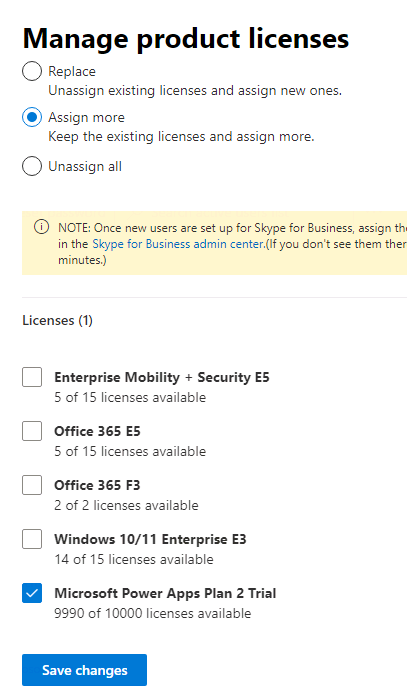 Manage product licenses
Replace
Unassign existing licenses and assign new ones.
Assign more
Keep the existing licenses and assign more.
Unassign all
NOTE: Once new users are set up for Skype for Business, assign the
in the Skype for Business admin center.(If you don't see them ther
minutes.)
Licenses (1)
Enterprise Mobility + Security E5
5 of 15 licenses available
Office 365 E5
5 of 15 licenses available
Office 365 F3
2 of 2 licenses available
Windows 10/11 Enterprise E3
14 of 15 licenses available
Microsoft Power Apps Plan 2 Trial
9990 of 10000 licenses available
Save changes